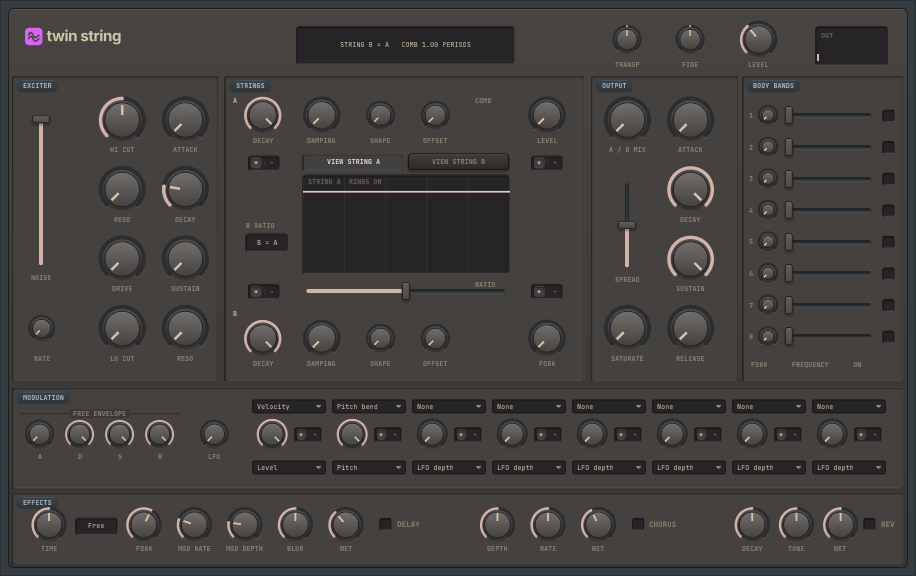 twin string
STRING B = A COMB 1.00 PERIODS
TRANSP FINE LEVEL
OUT
EXCITER
HI CUT ATTACK
RESO DECAY
NOISE
DRIVE SUSTAIN
RATE LO CUT RESO
STRINGS
A
COMB
DECAY DAMPING SHAPE OFFSET LEVEL
+ - VIEW STRING A VIEW STRING B + -
STRING A RINGS ON
B RATIO
B = A
+ - RATIO + -
B
DECAY DAMPING SHAPE OFFSET FDBK
OUTPUT
A / B MIX ATTACK
DECAY
SPREAD
SUSTAIN
SATURATE RELEASE
BODY BANDS
1
2
3
4
5
6
7
8
FDBK FREQUENCY ON
MODULATION
FREE ENVELOPE
A D S R LFO
Velocity Pitch bend None None None None None None
+ - + - + - + - + - + - + - + -
Level Pitch LFO depth LFO depth LFO depth LFO depth LFO depth LFO depth
EFFECTS
Free
DELAY
CHORUS
REV
TIME FDBK MOD RATE MOD DEPTH BLUR WET
DEPTH RATE WET
DECAY TONE WET